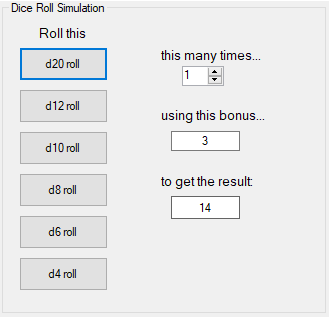 Dice Roll Simulation
Roll this
d20 roll
d12 roll
d10 roll
d8 roll
d6 roll
d4 roll
this many times...
1
using this bonus...
3
to get the result:
14